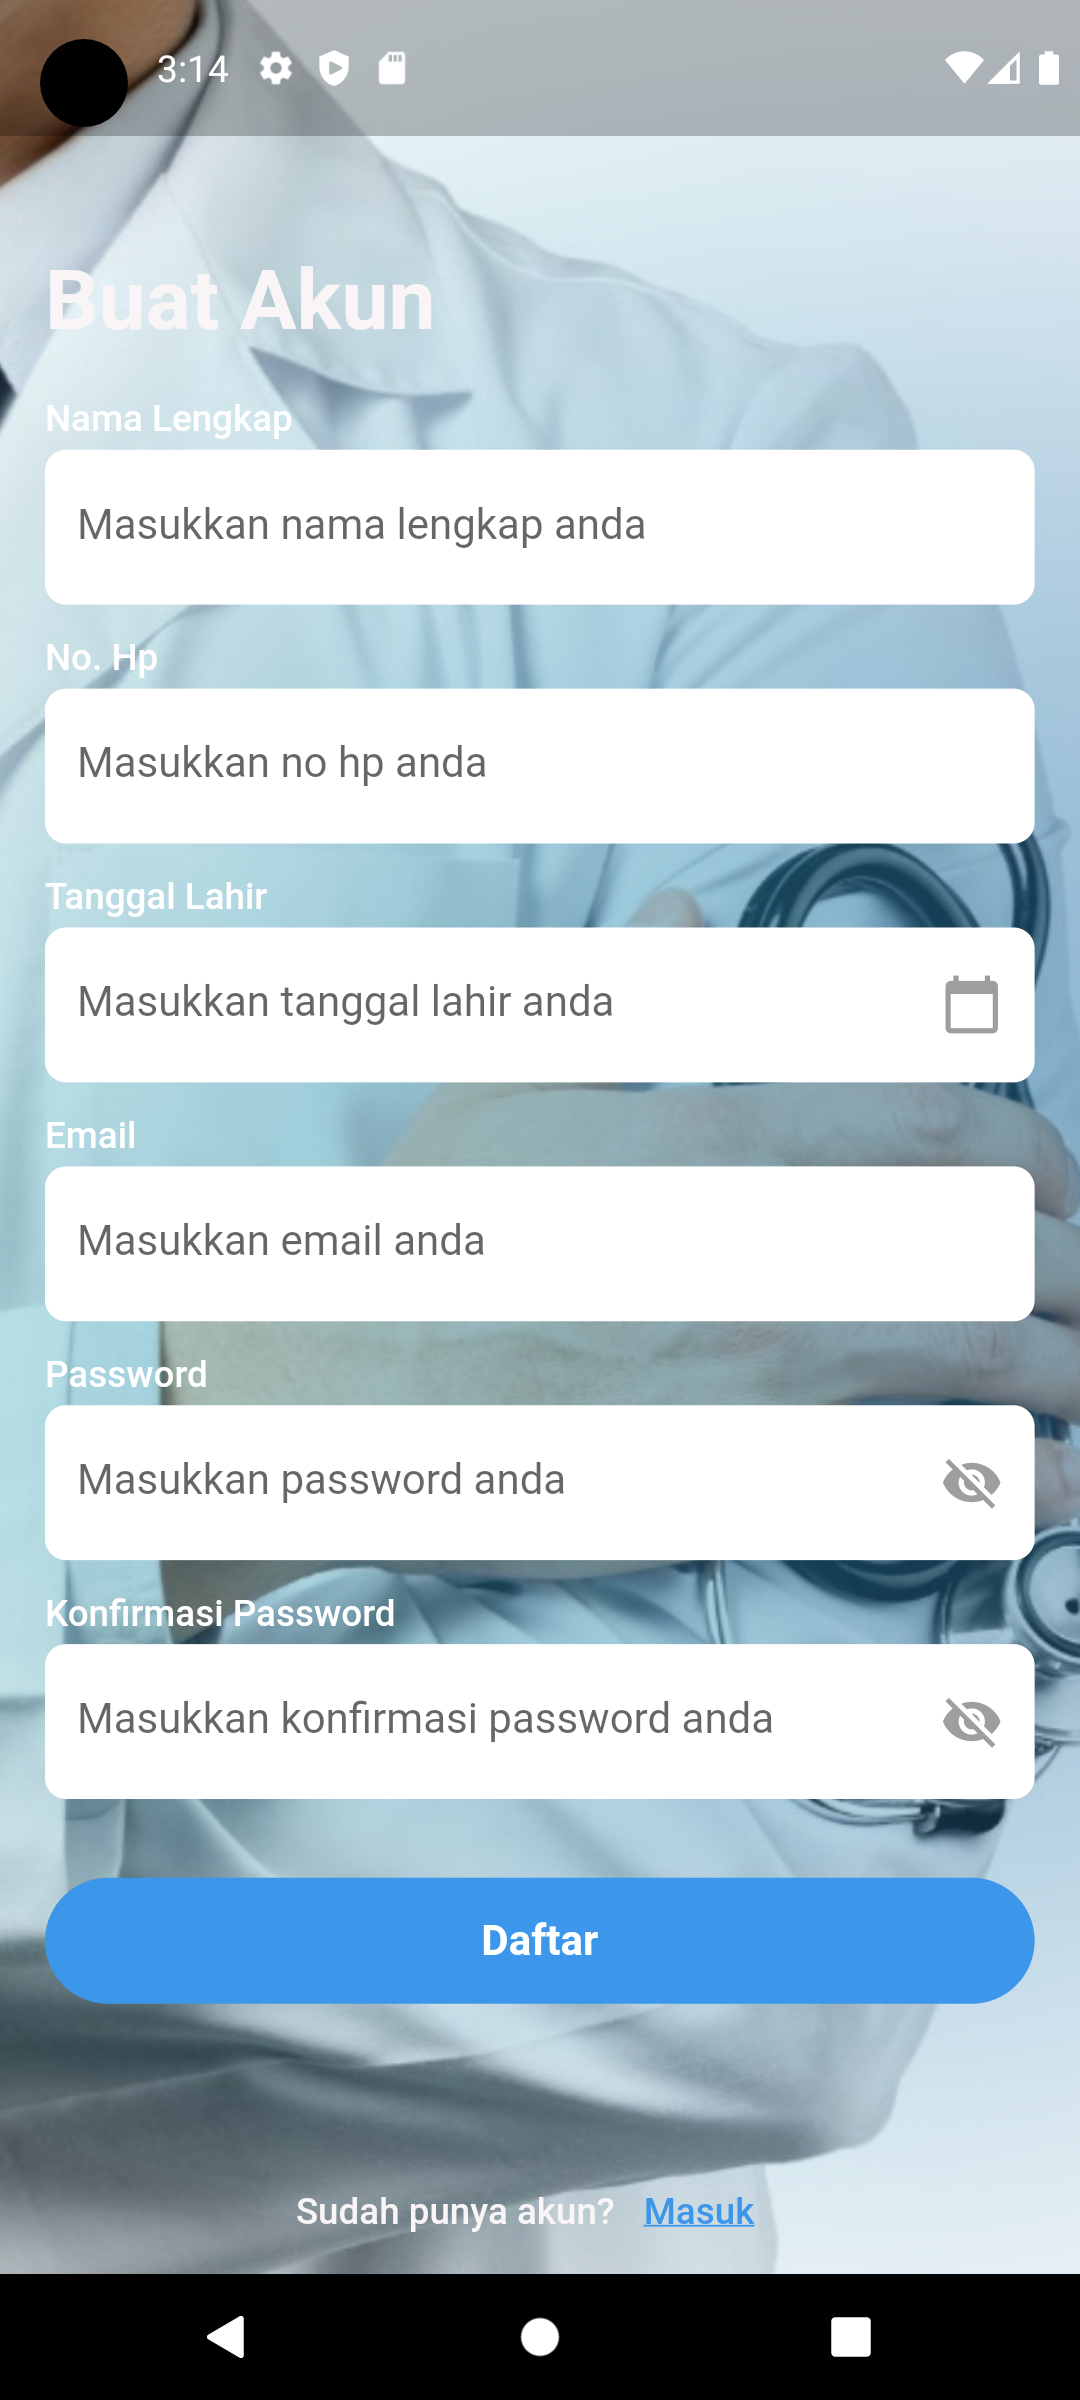 3:14
Buat Akun
Nama Lengkap
Masukkan nama lengkap anda
No. Hp
Masukkan no hp anda
Tanggal Lahir
Masukkan tanggal lahir anda
Email
Masukkan email anda
Password
Masukkan password anda
Konfirmasi Password
Masukkan konfirmasi password anda
Daftar
Sudah punya akun? Masuk